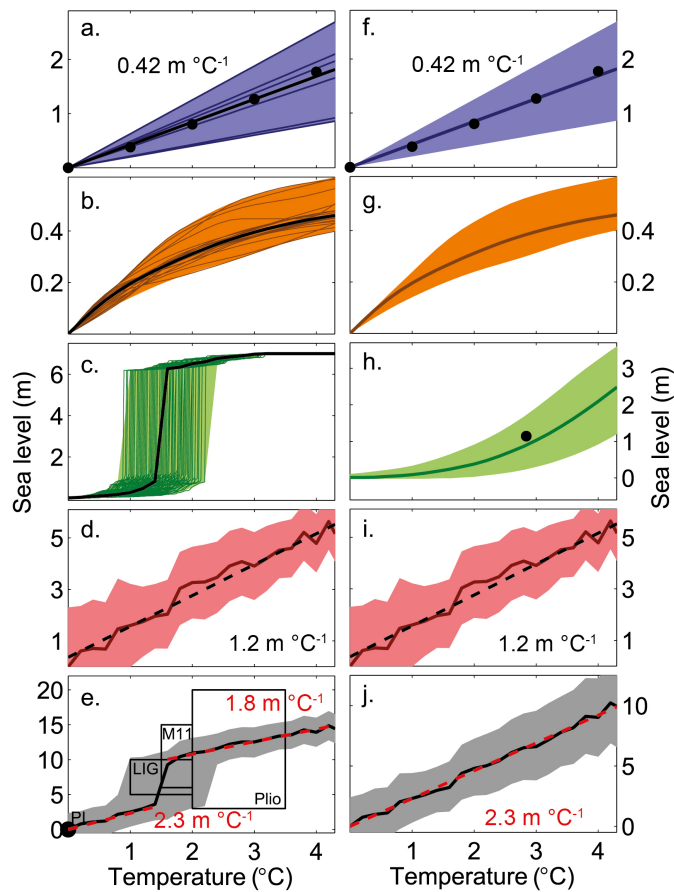 a.
f.
2
1
0.42 m °C⁻¹
0.42 m °C⁻¹
2
1
b.
g.
0.4
0.2
0.4
0.2
c.
h.
6
4
2
3
2
1
0
Sea level (m)
Sea level (m)
d.
i.
5
3
1
1.2 m °C⁻¹
1.2 m °C⁻¹
5
3
1
e.
j.
20
15
10
5
0
1.8 m °C⁻¹
M11
LIG
PI
Plio
2.3 m °C⁻¹
2.3 m °C⁻¹
10
5
0
0 1 2 3 4
0 1 2 3 4
Temperature (°C)
Temperature (°C)